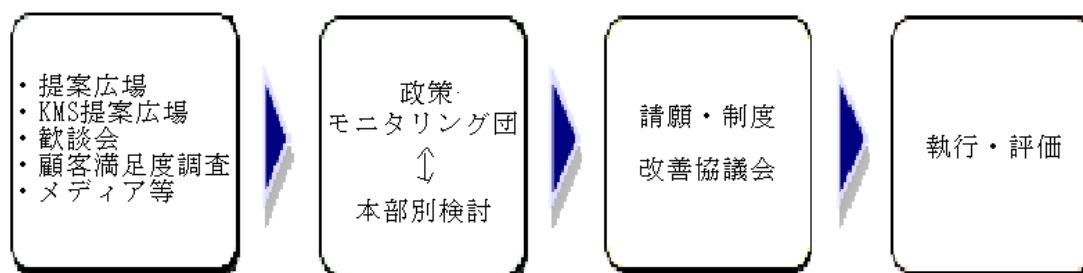 ・提案広場
・KMS提案広場
・歓談会
・顧客満足度調査
・メディア等
政策·
モニタリング団
↕
本部別検討
請願・制度
改善協議会
執行・評価